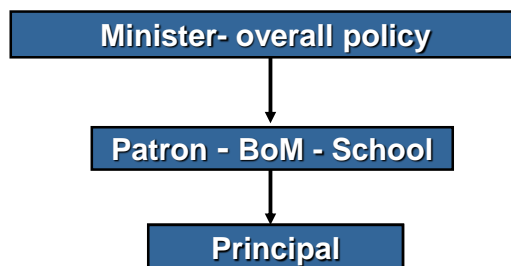 Minister- overall policy
Patron - BoM - School
Principal